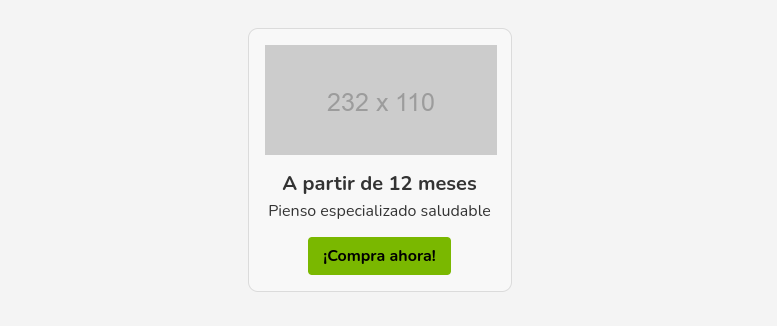 232 x 110
A partir de 12 meses
Pienso especializado saludable
¡Compra ahora!